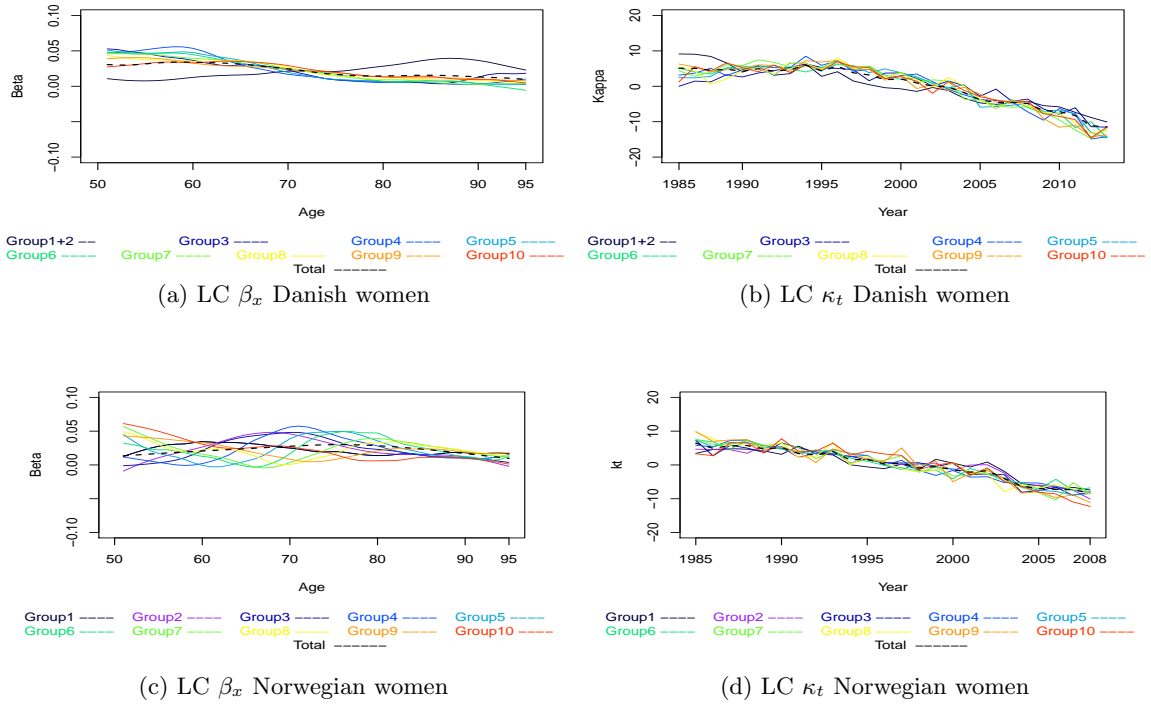 0.10
0.05
0.00
−0.10
Beta
50 60 70 80 90 95
Age
Group1+2 −− Group3 −−−− Group4 −−−− Group5 −−−−
Group6 −−−− Group7 −−−− Group8 −−−− Group9 −−−− Group10 −−−−
Total −−−−−−
(a) LC βx Danish women
20
10
0
−10
−20
Kappa
1985 1990 1995 2000 2005 2010
Year
Group1+2 −− Group3 −−−− Group4 −−−− Group5 −−−−
Group6 −−−− Group7 −−−− Group8 −−−− Group9 −−−− Group10 −−−−
Total −−−−−−
(b) LC κt Danish women
0.10
0.05
0.00
−0.10
Beta
50 60 70 80 90 95
Age
Group1 −−−− Group2 −−−− Group3 −−−− Group4 −−−− Group5 −−−−
Group6 −−−− Group7 −−−− Group8 −−−− Group9 −−−− Group10 −−−−
Total −−−−−−
(c) LC βx Norwegian women
20
10
0
−10
−20
kt
1985 1990 1995 2000 2005 2008
Year
Group1 −−−− Group2 −−−− Group3 −−−− Group4 −−−− Group5 −−−−
Group6 −−−− Group7 −−−− Group8 −−−− Group9 −−−− Group10 −−−−
Total −−−−−−
(d) LC κt Norwegian women